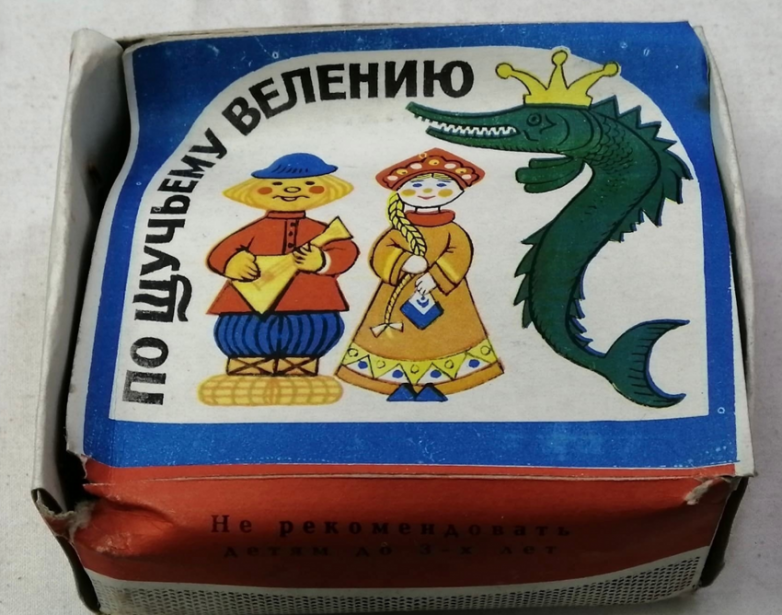 ПО ЩУЧЬЕМУ ВЕЛЕНИЮ
Не рекомендовать
детям до 3-х лет